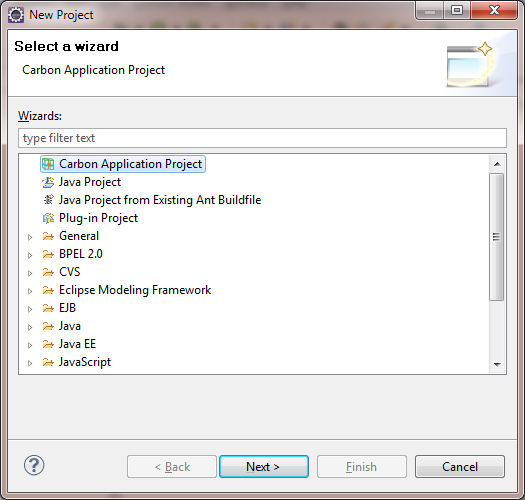 New Project
Select a wizard
Carbon Application Project
Wizards:
type filter text
Carbon Application Project
Java Project
Java Project from Existing Ant Buildfile
Plug-in Project
General
BPEL 2.0
CVS
Eclipse Modeling Framework
EJB
Java
Java EE
JavaScript
? < Back Next > Finish Cancel